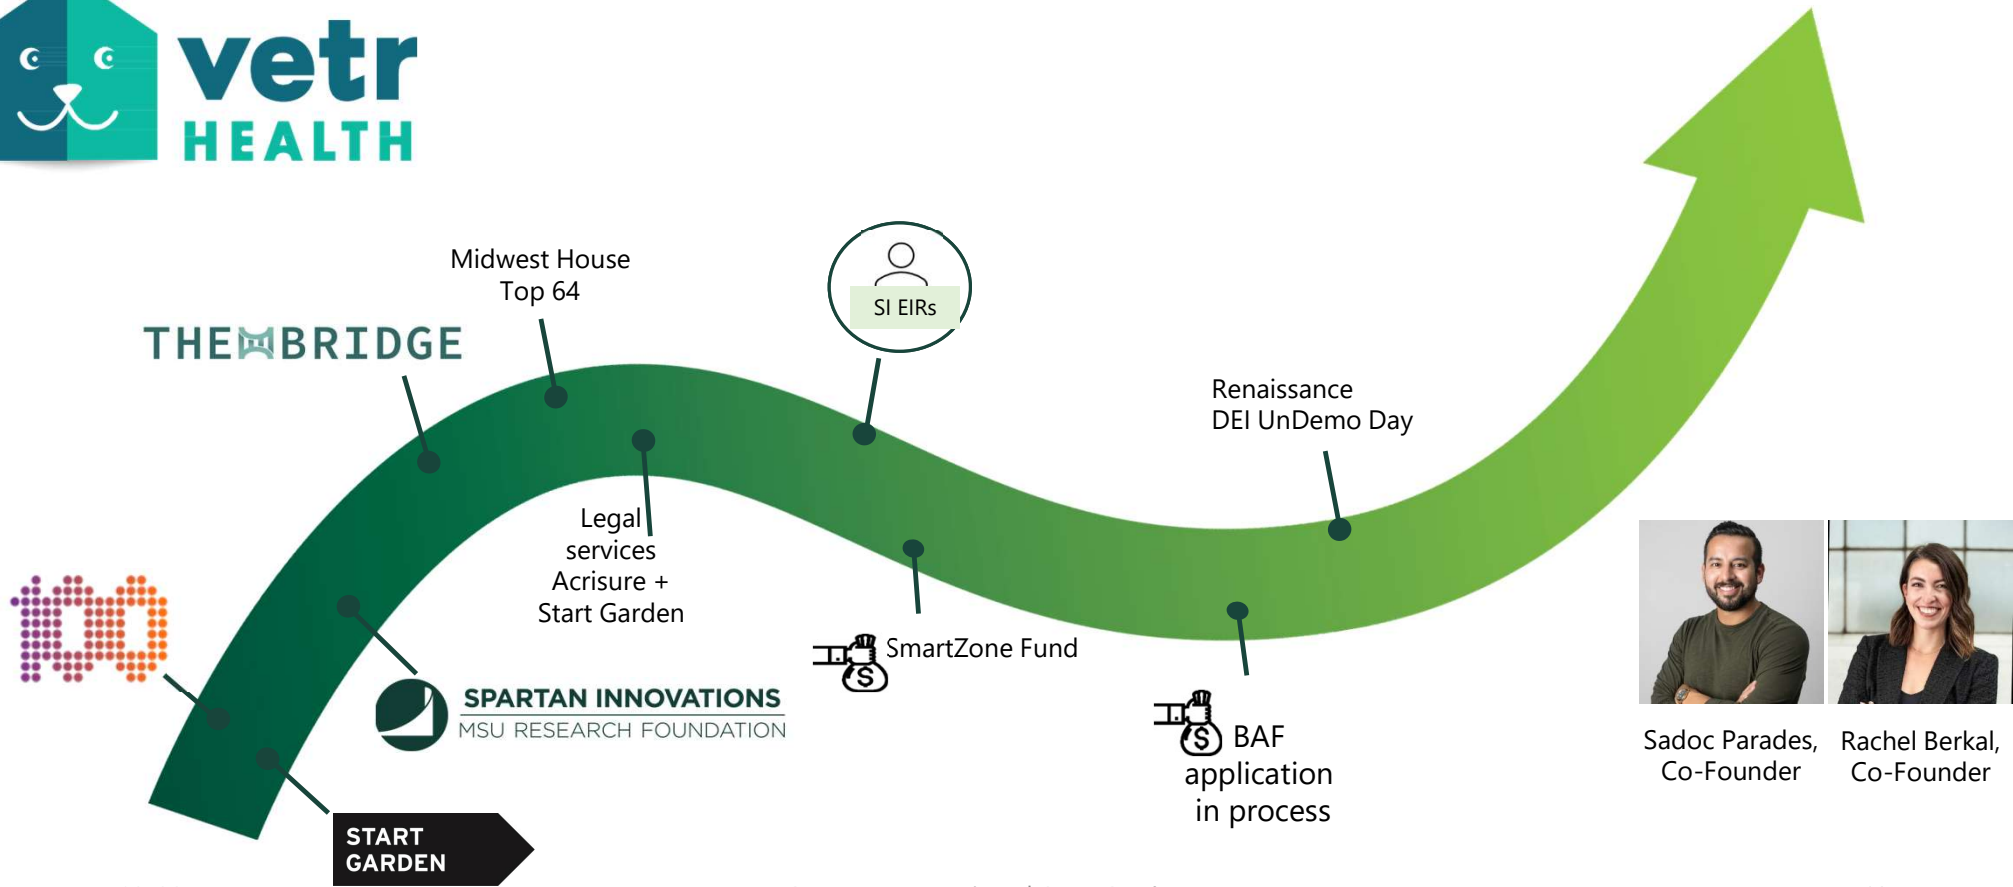 vetr
HEALTH
Midwest House
Top 64
THE BRIDGE
SI EIRs
Renaissance
DEI UnDemo Day
Legal
services
Acrisure +
Start Garden
100
SPARTAN INNOVATIONS
MSU RESEARCH FOUNDATION
SmartZone Fund
BAF
application
in process
Sadoc Parades,
Co-Founder
Rachel Berkal,
Co-Founder
START
GARDEN